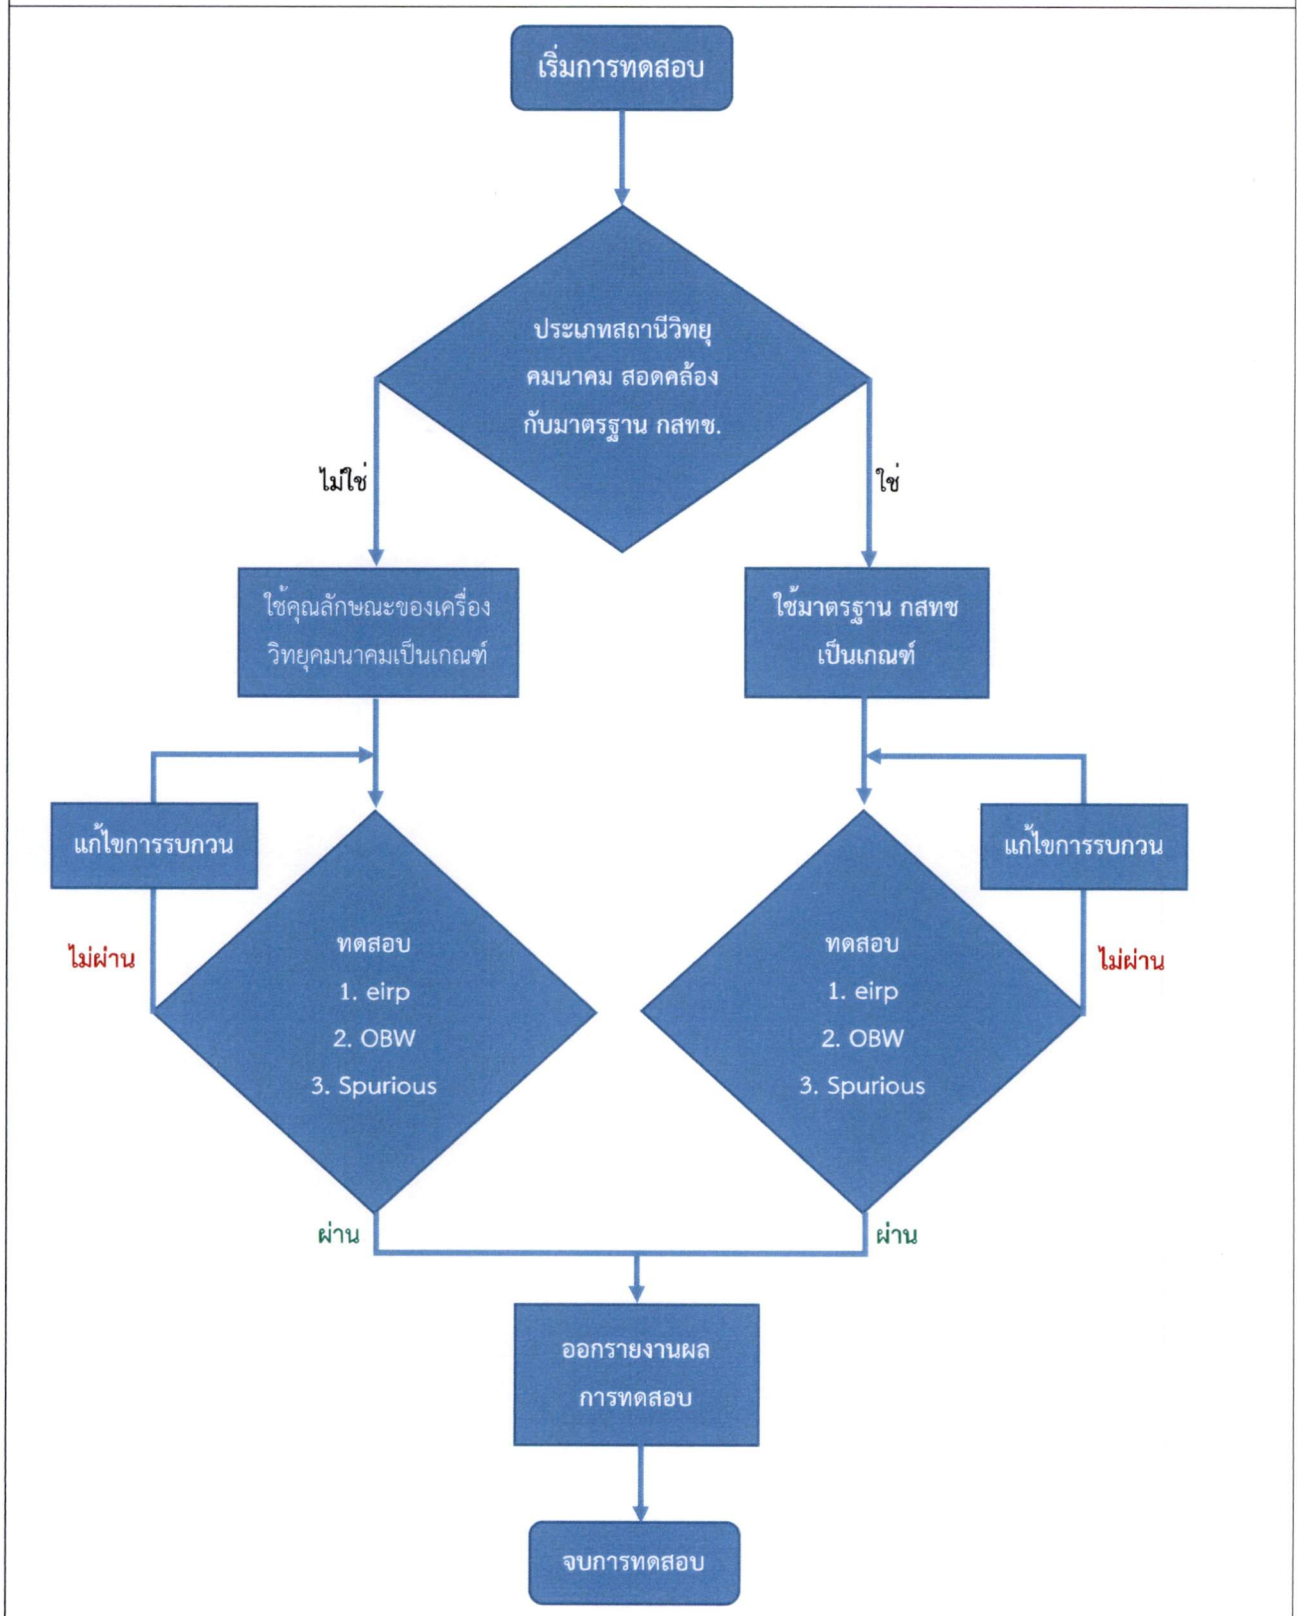 เริ่มการทดสอบ
ประเภทสถานีวิทยุ
คมนาคม สอดคล้อง
กับมาตรฐาน กสทช.
ไม่ใช่
ใช่
ใช้คุณลักษณะของเครื่อง
วิทยุคมนาคมเป็นเกณฑ์
ใช้มาตรฐาน กสทช
เป็นเกณฑ์
แก้ไขการรบกวน
แก้ไขการรบกวน
ไม่ผ่าน
ทดสอบ
1. eirp
2. OBW
3. Spurious
ทดสอบ
1. eirp
2. OBW
3. Spurious
ไม่ผ่าน
ผ่าน
ผ่าน
ออกรายงานผล
การทดสอบ
จบการทดสอบ